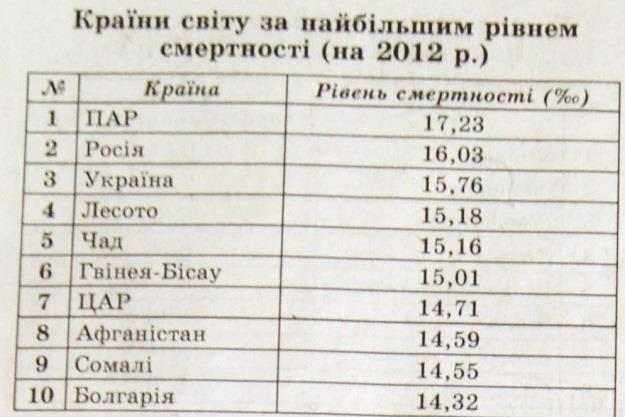 Країни світу за найбільшим рівнем
смертності (на 2012 р.)
№ Країна Рівень смертності (‰)
1 ПАР 17,23
2 Росія 16,03
3 Україна 15,76
4 Лесото 15,18
5 Чад 15,16
6 Гвінея-Бісау 15,01
7 ЦАР 14,71
8 Афганістан 14,59
9 Сомалі 14,55
10 Болгарія 14,32